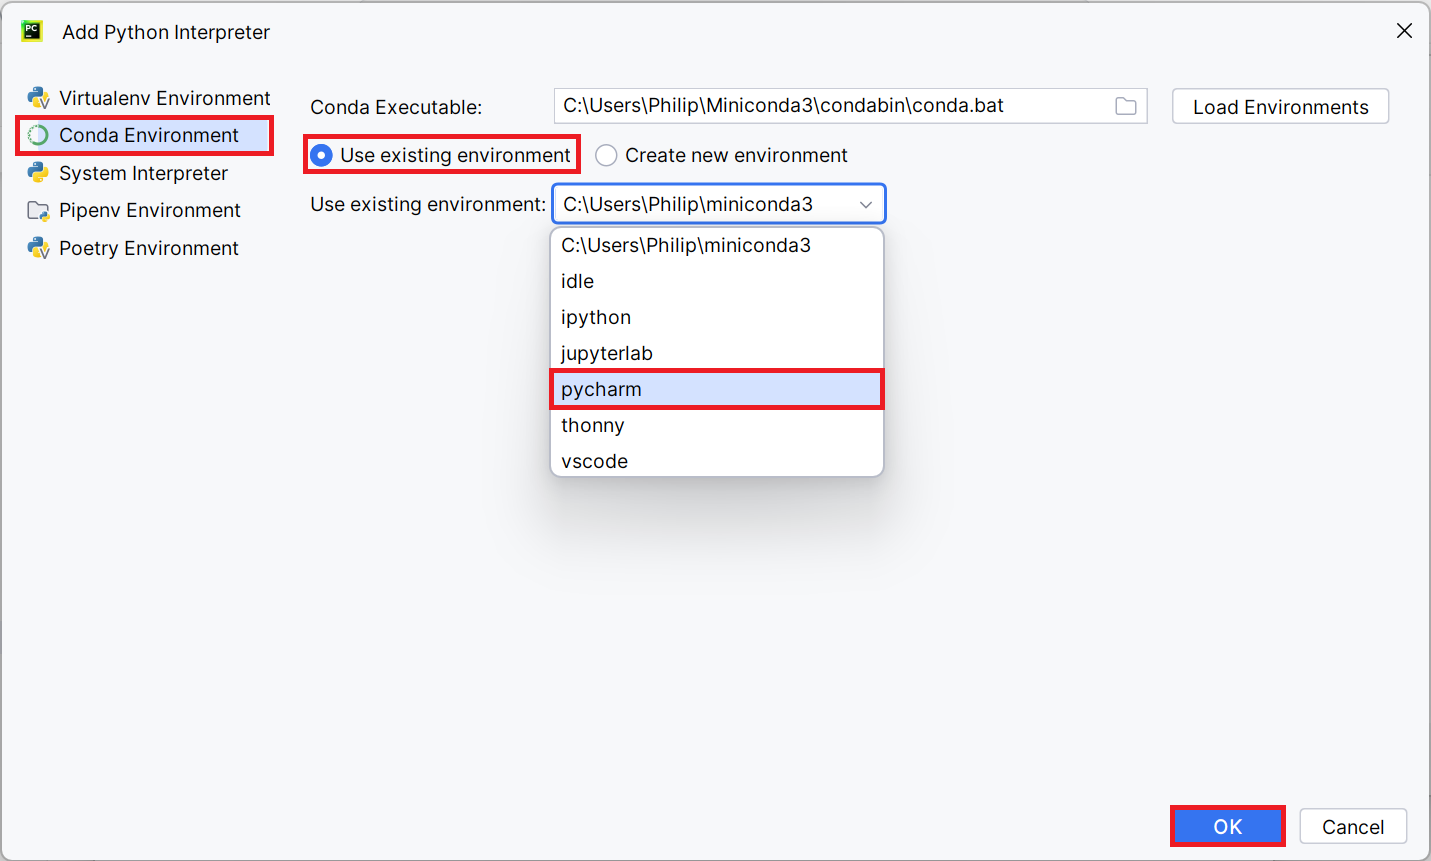 PC
Add Python Interpreter
Virtualenv Environment
Conda Environment
System Interpreter
Pipenv Environment
Poetry Environment
Conda Executable:
C:\Users\Philip\Miniconda3\condabin\conda.bat
Load Environments
Use existing environment
Create new environment
Use existing environment:
C:\Users\Philip\miniconda3
C:\Users\Philip\miniconda3
idle
ipython
jupyterlab
pycharm
thonny
vscode
OK
Cancel